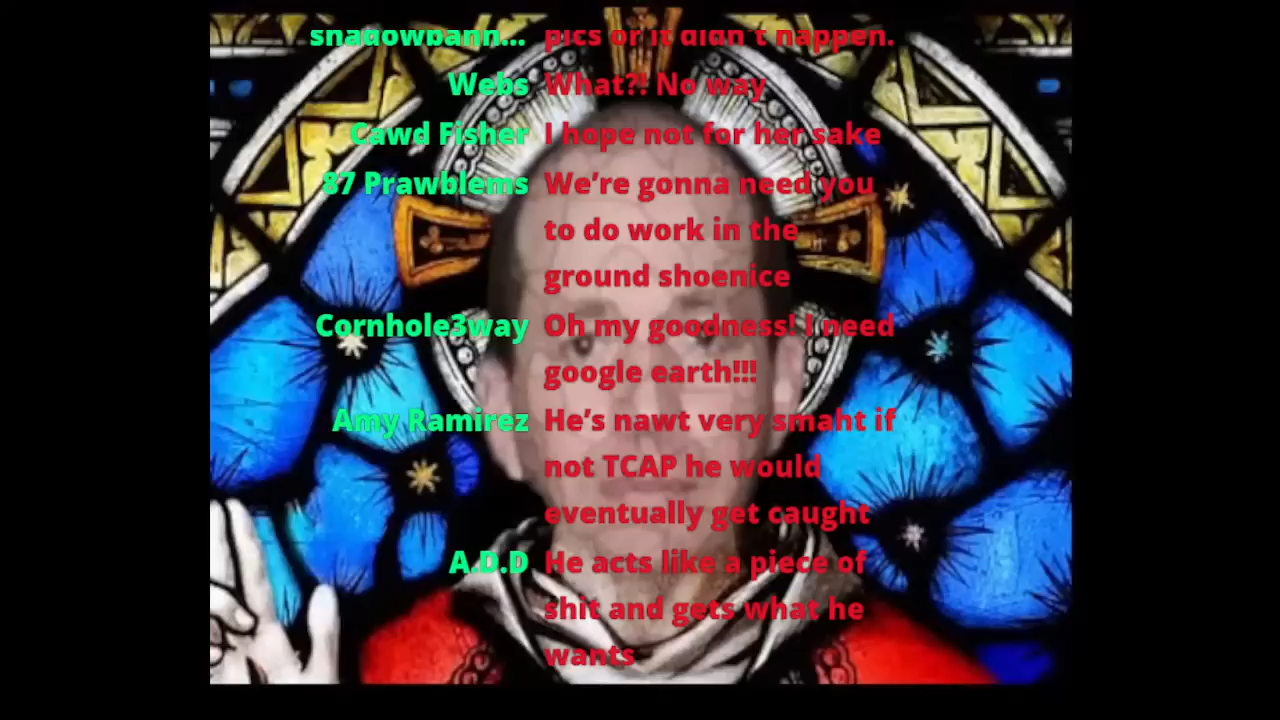 snadowbann... pics or it didn't happen.
Webs What?! No way
Cawd Fisher I hope not for her sake
87 Prawblems We're gonna need you
to do work in the
ground shoenice
Cornhole3way Oh my goodness! I need
google earth!!!
Amy Ramirez He's nawt very smaht if
not TCAP he would
eventually get caught
A.D.D He acts like a piece of
shit and gets what he
wants